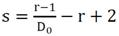 s = r−1/D₀ − r + 2